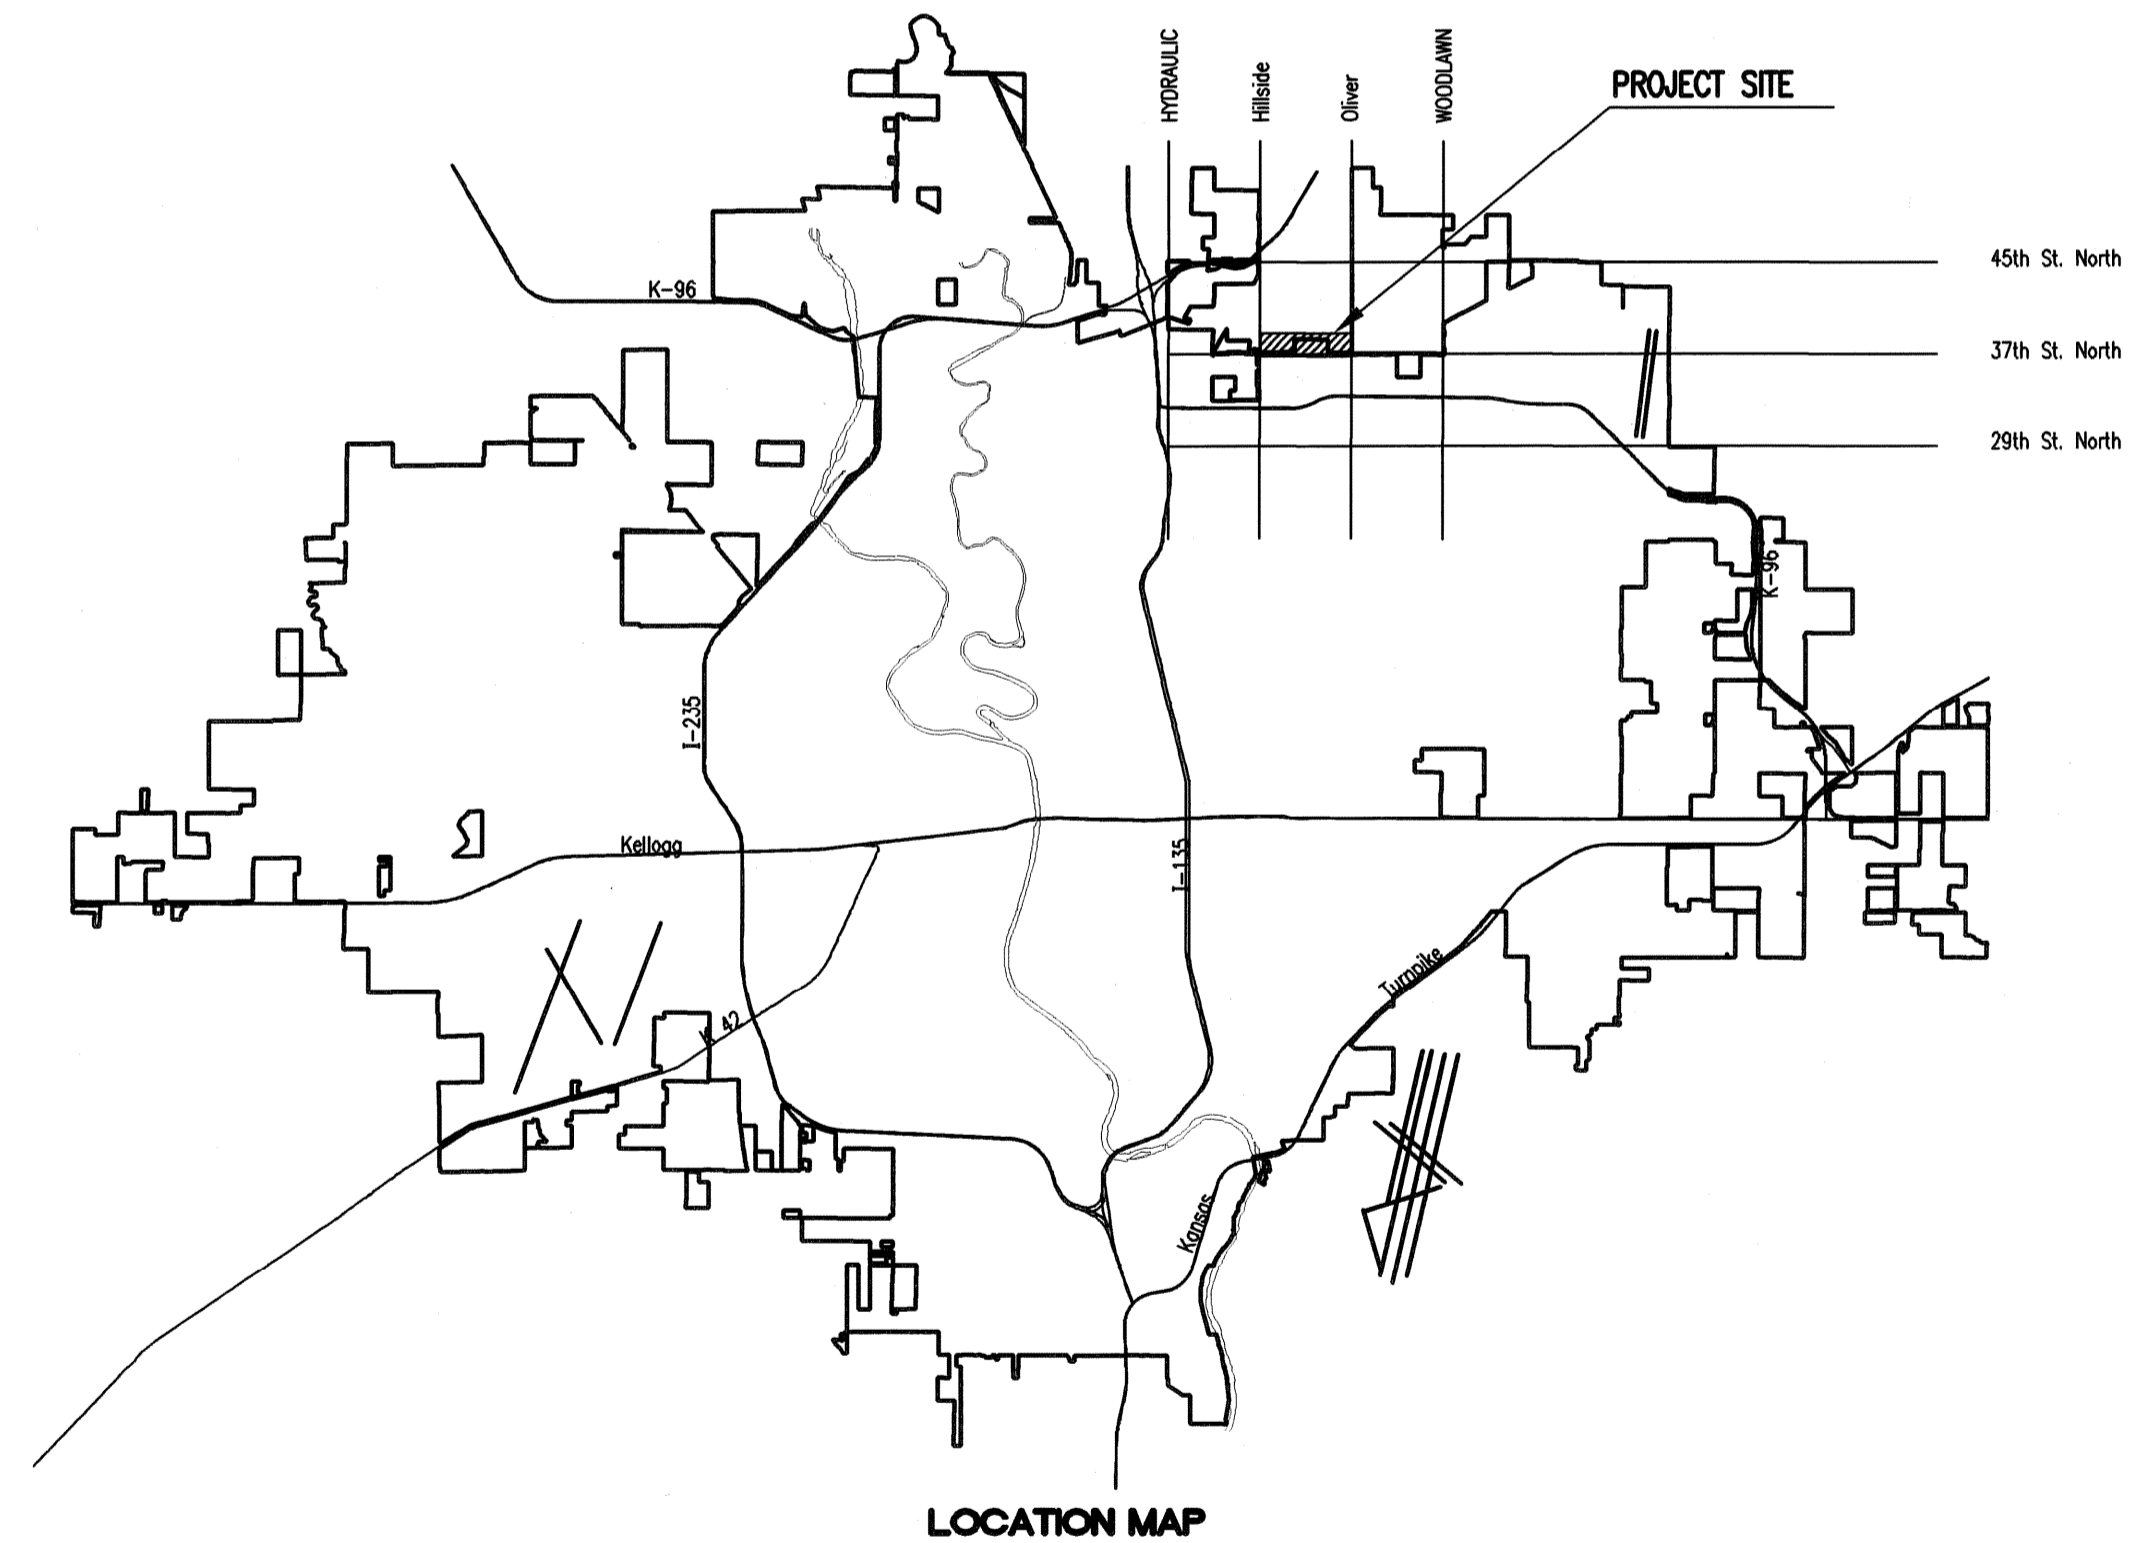 HYDRAULIC
Hillside
Oliver
WOODLAWN
PROJECT SITE
45th St. North
K-96
37th St. North
29th St. North
K-96
I-235
Kellogg
I-135
Turnpike
K 42
Kansas
LOCATION MAP